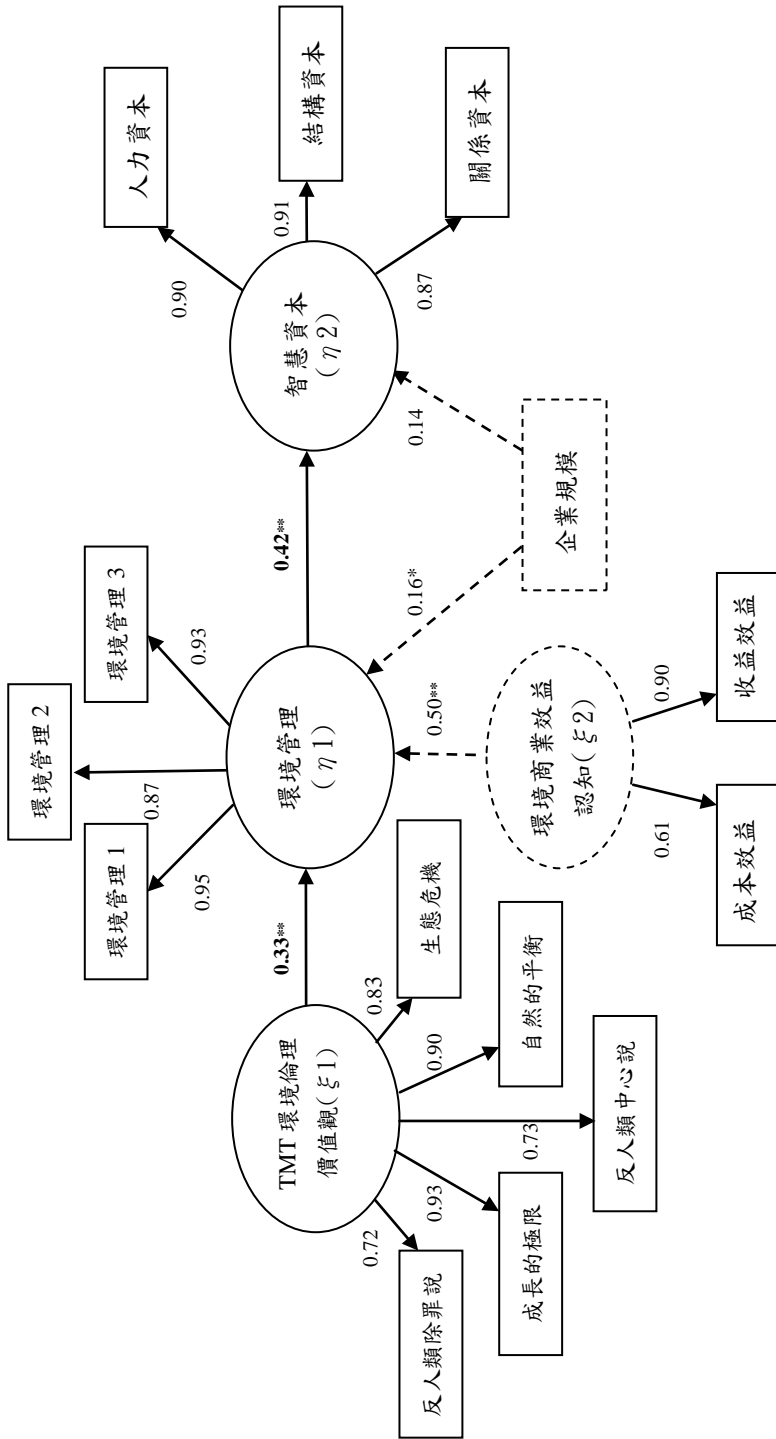 環境管理 2
環境管理 1
環境管理 3
0.87
0.95
0.93
人力資本
結構資本
關係資本
0.90
0.91
0.87
TMT 環境倫理
價值觀(ξ1)
0.33**
環境管理
(η1)
0.42**
智慧資本
(η2)
0.72
0.93
0.73
0.90
0.83
反人類除罪說
成長的極限
反人類中心說
自然的平衡
生態危機
0.50**
0.16*
0.14
環境商業效益
認知(ξ2)
企業規模
0.61
0.90
成本效益
收益效益